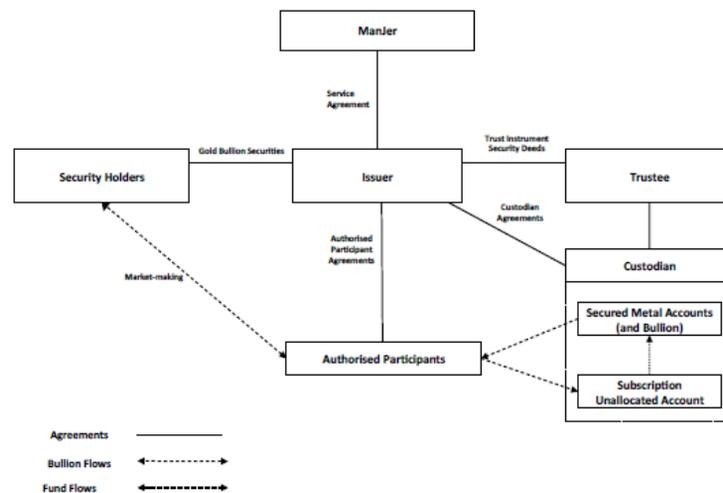 ManJer
Service
Agreement
Gold Bullion Securities
Trust Instrument
Security Deeds
Security Holders
Issuer
Trustee
Custodian
Agreements
Authorised
Participant
Agreements
Custodian
Market-making
Secured Metal Accounts
(and Bullion)
Authorised Participants
Subscription
Unallocated Account
Agreements
Bullion Flows
Fund Flows